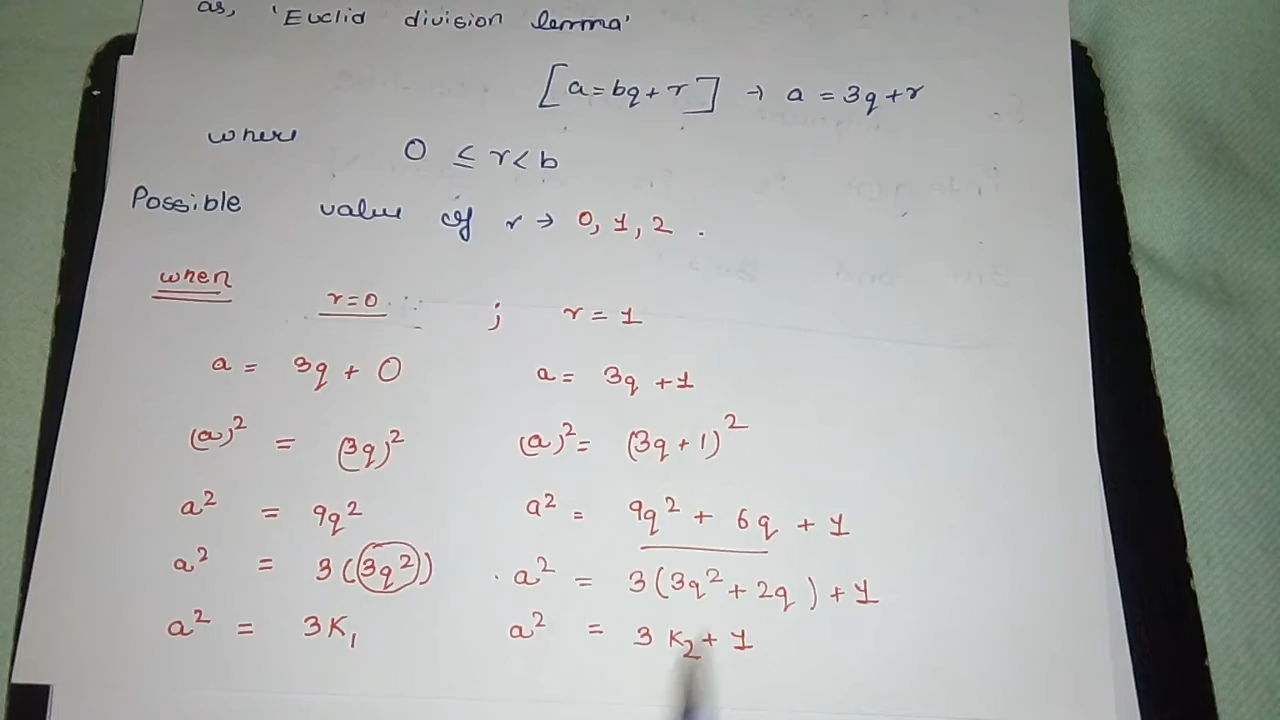 as, 'Euclid division lemma'
[a=bq+r] → a = 3q+r
where 0 ≤ r<b
Possible value of r → 0, 1, 2 .
when
r=0 ; r = 1
a = 3q + 0 a = 3q +1
(a)² = (3q)² (a)²= (3q+1)²
a² = 9q² a² = 9q² + 6q + 1
a² = 3(3q²) a² = 3(3q²+2q)+1
a² = 3K₁ a² = 3K₂+1